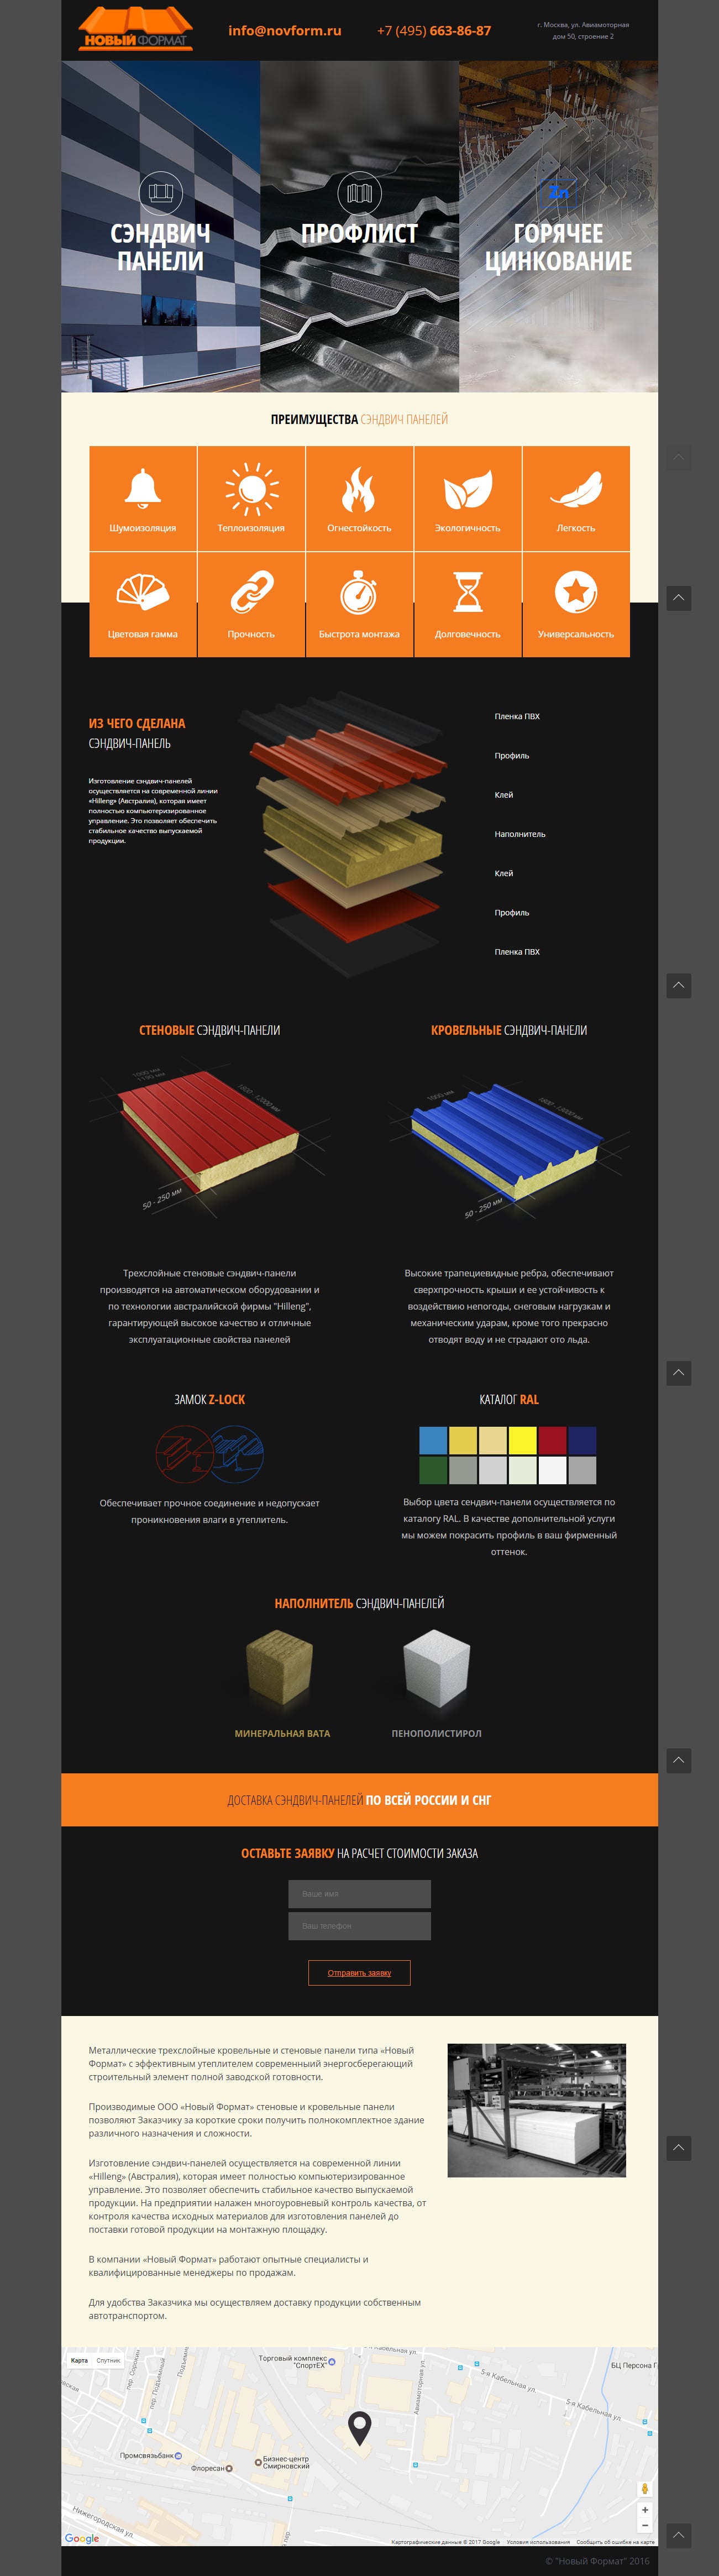 НОВЫЙ ФОРМАТ
info@novform.ru
+7 (495) 663-86-87
г. Москва, ул. Авиамоторная
дом 50, строение 2
СЭНДВИЧ
ПАНЕЛИ
ПРОФЛИСТ
Zn
ГОРЯЧЕЕ
ЦИНКОВАНИЕ
ПРЕИМУЩЕСТВА СЭНДВИЧ ПАНЕЛЕЙ
Шумоизоляция
Теплоизоляция
Огнестойкость
Экологичность
Легкость
Цветовая гамма
Прочность
Быстрота монтажа
Долговечность
Универсальность
ИЗ ЧЕГО СДЕЛАНА
СЭНДВИЧ-ПАНЕЛЬ
Изготовление сэндвич-панелей
осуществляется на современной линии
«Hilleng» (Австралия), которая имеет
полностью компьютеризированное
управление. Это позволяет обеспечить
стабильное качество выпускаемой
продукции.
Пленка ПВХ
Профиль
Клей
Наполнитель
Клей
Профиль
Пленка ПВХ
СТЕНОВЫЕ СЭНДВИЧ-ПАНЕЛИ
1000 мм
1190 мм
50 - 250 мм
Трехслойные стеновые сэндвич-панели
производятся на автоматическом оборудовании и
по технологии австралийской фирмы "Hilleng",
гарантирующей высокое качество и отличные
эксплуатационные свойства панелей
КРОВЕЛЬНЫЕ СЭНДВИЧ-ПАНЕЛИ
1000 мм
50 - 250 мм
Высокие трапециевидные ребра, обеспечивают
сверхпрочность крыши и ее устойчивость к
воздействию непогоды, снеговым нагрузкам и
механическим ударам, кроме того прекрасно
отводят воду и не страдают ото льда.
ЗАМОК Z-LOCK
Обеспечивает прочное соединение и недопускает
проникновения влаги в утеплитель.
КАТАЛОГ RAL
Выбор цвета сендвич-панели осуществляется по
каталогу RAL. В качестве дополнительной услуги
мы можем покрасить профиль в ваш фирменный
оттенок.
НАПОЛНИТЕЛЬ СЭНДВИЧ-ПАНЕЛЕЙ
МИНЕРАЛЬНАЯ ВАТА
ПЕНОПОЛИСТИРОЛ
ДОСТАВКА СЭНДВИЧ-ПАНЕЛЕЙ ПО ВСЕЙ РОССИИ И СНГ
ОСТАВЬТЕ ЗАЯВКУ НА РАСЧЕТ СТОИМОСТИ ЗАКАЗА
Ваше имя
Ваш телефон
Отправить заявку
Металлические трехслойные кровельные и стеновые панели типа «Новый
Формат» с эффективным утеплителем современныий энергосберегающий
строительный элемент полной заводской готовности.
Производимые ООО «Новый Формат» стеновые и кровельные панели
позволяют Заказчику за короткие сроки получить полнокомплектное здание
различного назначения и сложности.
Изготовление сэндвич-панелей осуществляется на современной линии
«Hilleng» (Австралия), которая имеет полностью компьютеризированное
управление. Это позволяет обеспечить стабильное качество выпускаемой
продукции. На предприятии налажен многоуровневый контроль качества, от
контроля качества исходных материалов для изготовления панелей до
поставки готовой продукции на монтажную площадку.
В компании «Новый Формат» работают опытные специалисты и
квалифицированные менеджеры по продажам.
Для удобства Заказчика мы осуществляем доставку продукции собственным
автотранспортом.
Карта Спутник
Торговый комплекс
"СпортEX"
5-я Кабельная ул.
5-я Кабельная ул.
БЦ Персона Г
Авиамоторная ул.
пер. Подъемный
Промсвязьбанк
Флоресан
Бизнес-центр
Смирновский
Нижегородская ул.
Google
Картографические данные © 2017 Google Условия использования Сообщить об ошибке на карте
© "Новый Формат" 2016